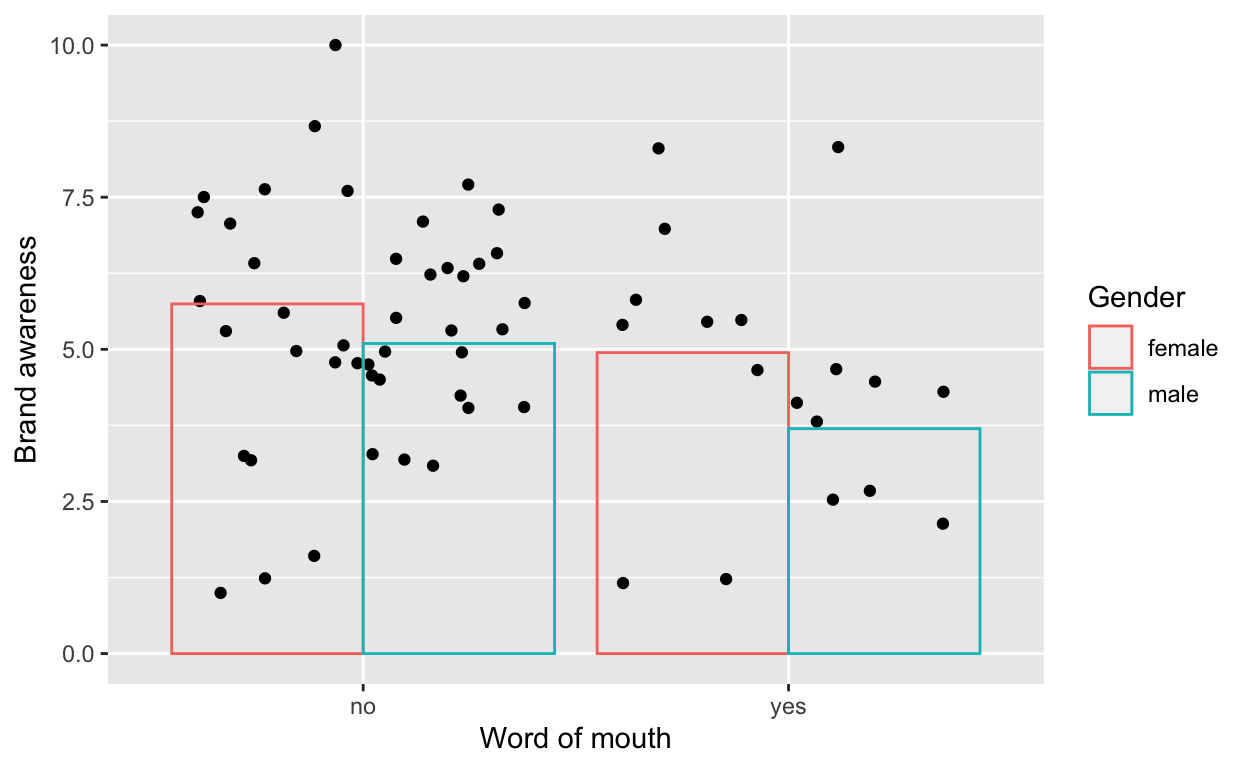 10.0
7.5
5.0
2.5
0.0
Brand awareness
no
yes
Word of mouth
Gender
female
male